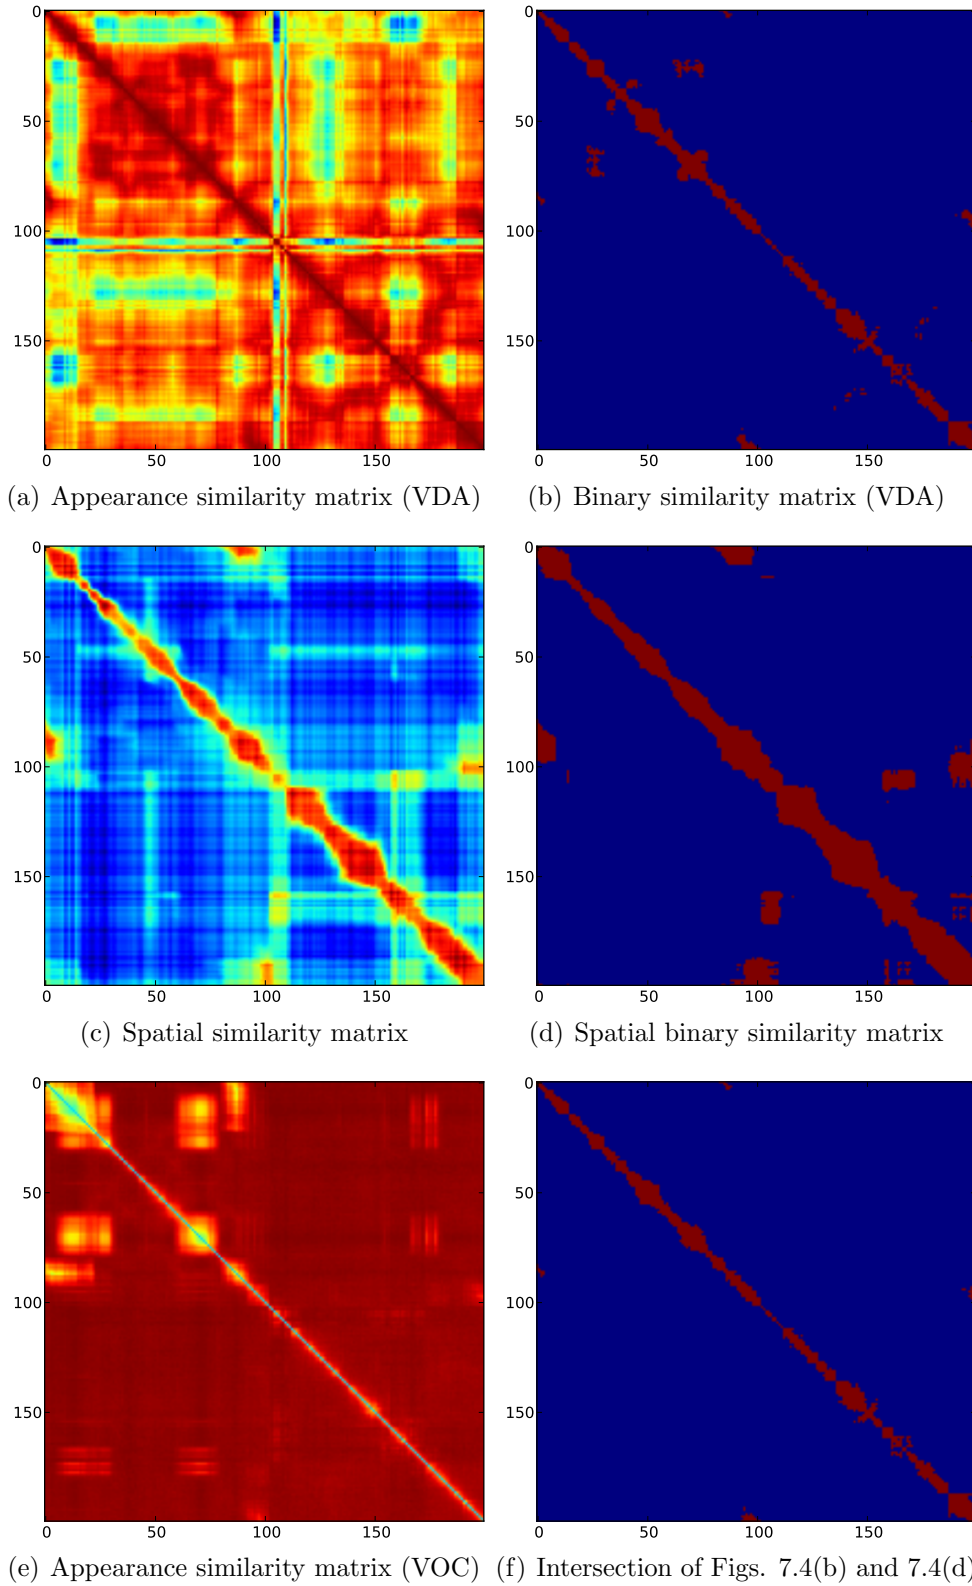 0
50
100
150
0 50 100 150
0
50
100
150
0 50 100 150
(a) Appearance similarity matrix (VDA)
(b) Binary similarity matrix (VDA)
0
50
100
150
0 50 100 150
0
50
100
150
0 50 100 150
(c) Spatial similarity matrix
(d) Spatial binary similarity matrix
0
50
100
150
0 50 100 150
0
50
100
150
0 50 100 150
(e) Appearance similarity matrix (VOC)
(f) Intersection of Figs. 7.4(b) and 7.4(d)